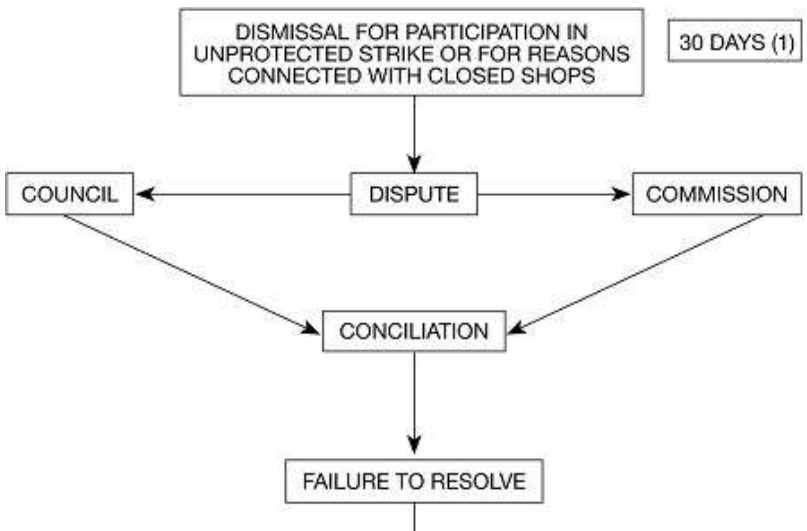 DISMISSAL FOR PARTICIPATION IN
UNPROTECTED STRIKE OR FOR REASONS
CONNECTED WITH CLOSED SHOPS
30 DAYS (1)
COUNCIL
DISPUTE
COMMISSION
CONCILIATION
FAILURE TO RESOLVE